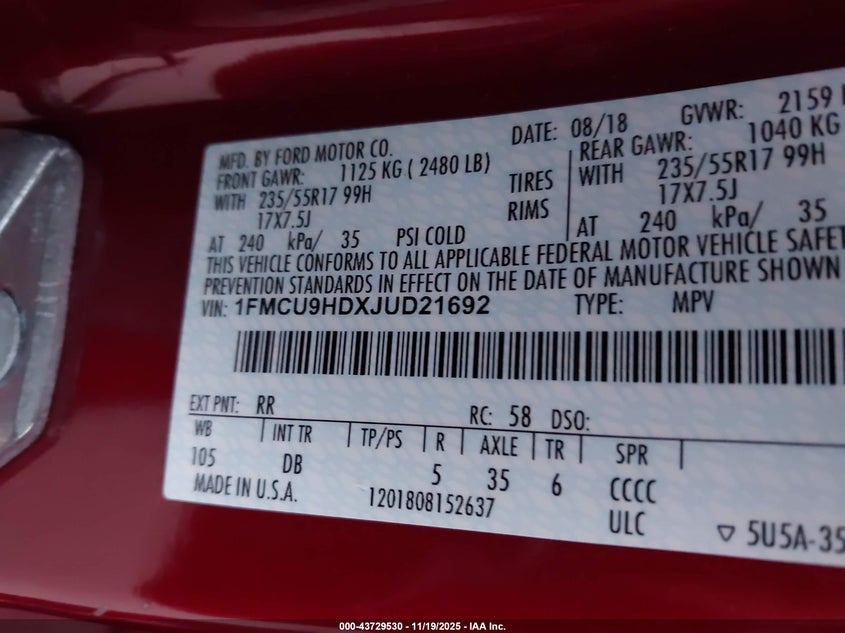 MFD. BY FORD MOTOR CO.
DATE: 08/18
GVWR: 2159
FRONT GAWR: 1125 KG ( 2480 LB)
REAR GAWR: 1040 KG
WITH 235/55R17 99H TIRES WITH 235/55R17 99H
17X7.5J RIMS 17X7.5J
AT 240 kPa/ 35 PSI COLD AT 240 kPa/ 35
THIS VEHICLE CONFORMS TO ALL APPLICABLE FEDERAL MOTOR VEHICLE SAFET
PREVENTION STANDARDS IN EFFECT ON THE DATE OF MANUFACTURE SHOWN
VIN: 1FMCU9HDXJUD21692 TYPE: MPV
EXT PNT: RR RC: 58 DSO:
WB INT TR TP/PS R AXLE TR SPR
105 DB 5 35 6 CCCC
MADE IN U.S.A. 1201808152637 ULC
5U5A-35
000-43729530 - 11/19/2025 - IAA Inc.